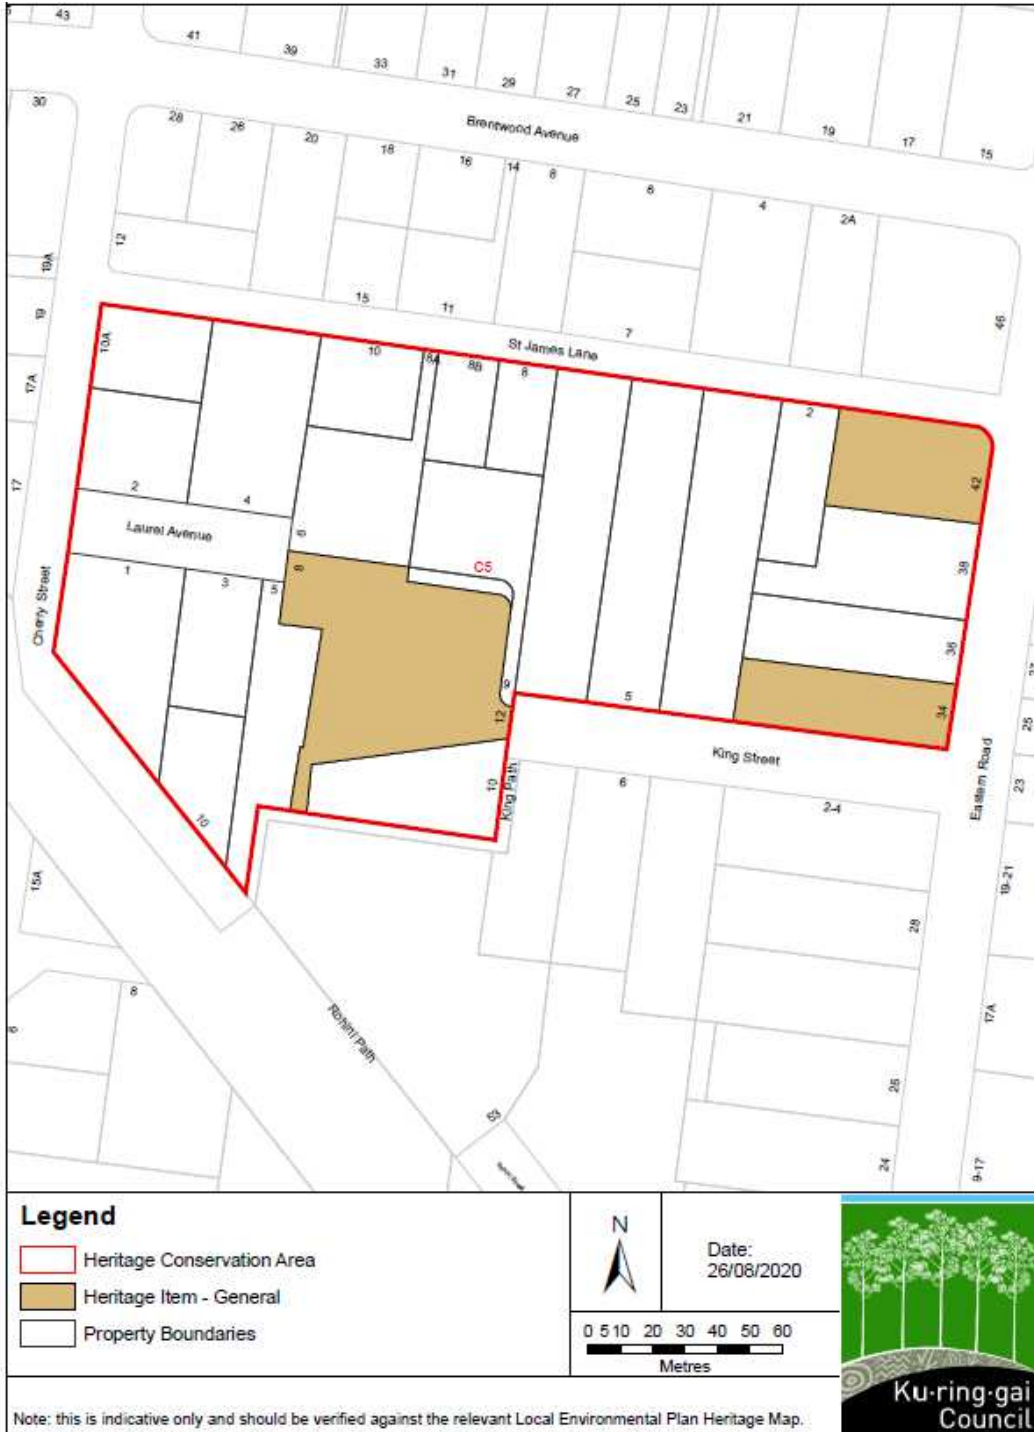 43
41
39
33
31
29
27
25
23
21
19
17
15
30
28
26
20
18
16
14
8
6
4
2A
Brentwood Avenue
12
19A
15
11
7
46
19
St James Lane
10A
10
8A
8B
8
2
17A
42
17
2
4
6
Laurel Avenue
C5
38
1
3
5
8
Cherry Street
36
9
5
12
34
King Street
25
10
King Path
6
2-4
Eastern Road
23
10
15A
19-21
28
8
Rohini Path
17A
6
26
53
24
9-17
Legend
Heritage Conservation Area
Heritage Item - General
Property Boundaries
N
Date:
26/08/2020
0 5 10 20 30 40 50 60
Metres
Ku-ring-gai
Council
Note: this is indicative only and should be verified against the relevant Local Environmental Plan Heritage Map.